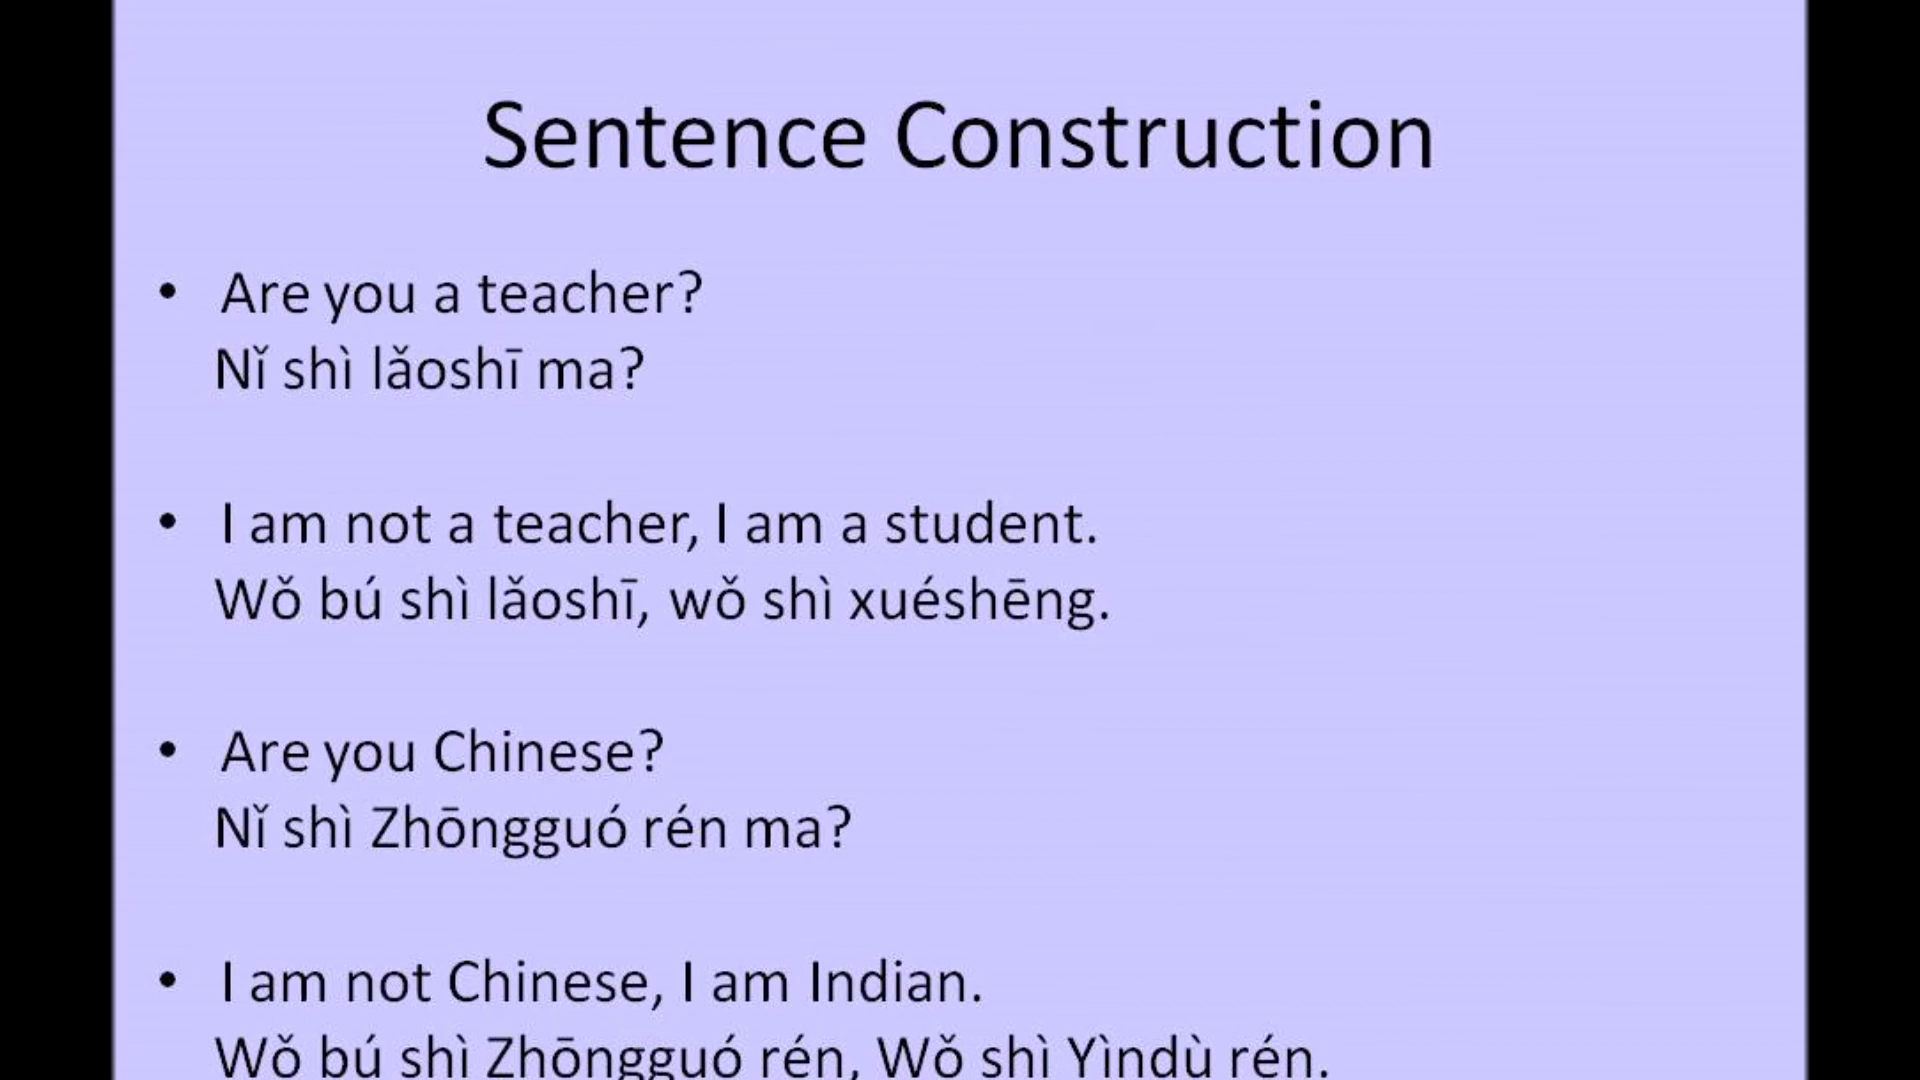 Sentence Construction
• Are you a teacher?
Nǐ shì lǎoshī ma?
• I am not a teacher, I am a student.
Wǒ bú shì lǎoshī, wǒ shì xuéshēng.
• Are you Chinese?
Nǐ shì Zhōngguó rén ma?
• I am not Chinese, I am Indian.
Wǒ bú shì Zhōngguó rén, Wǒ shì Yìndù rén.